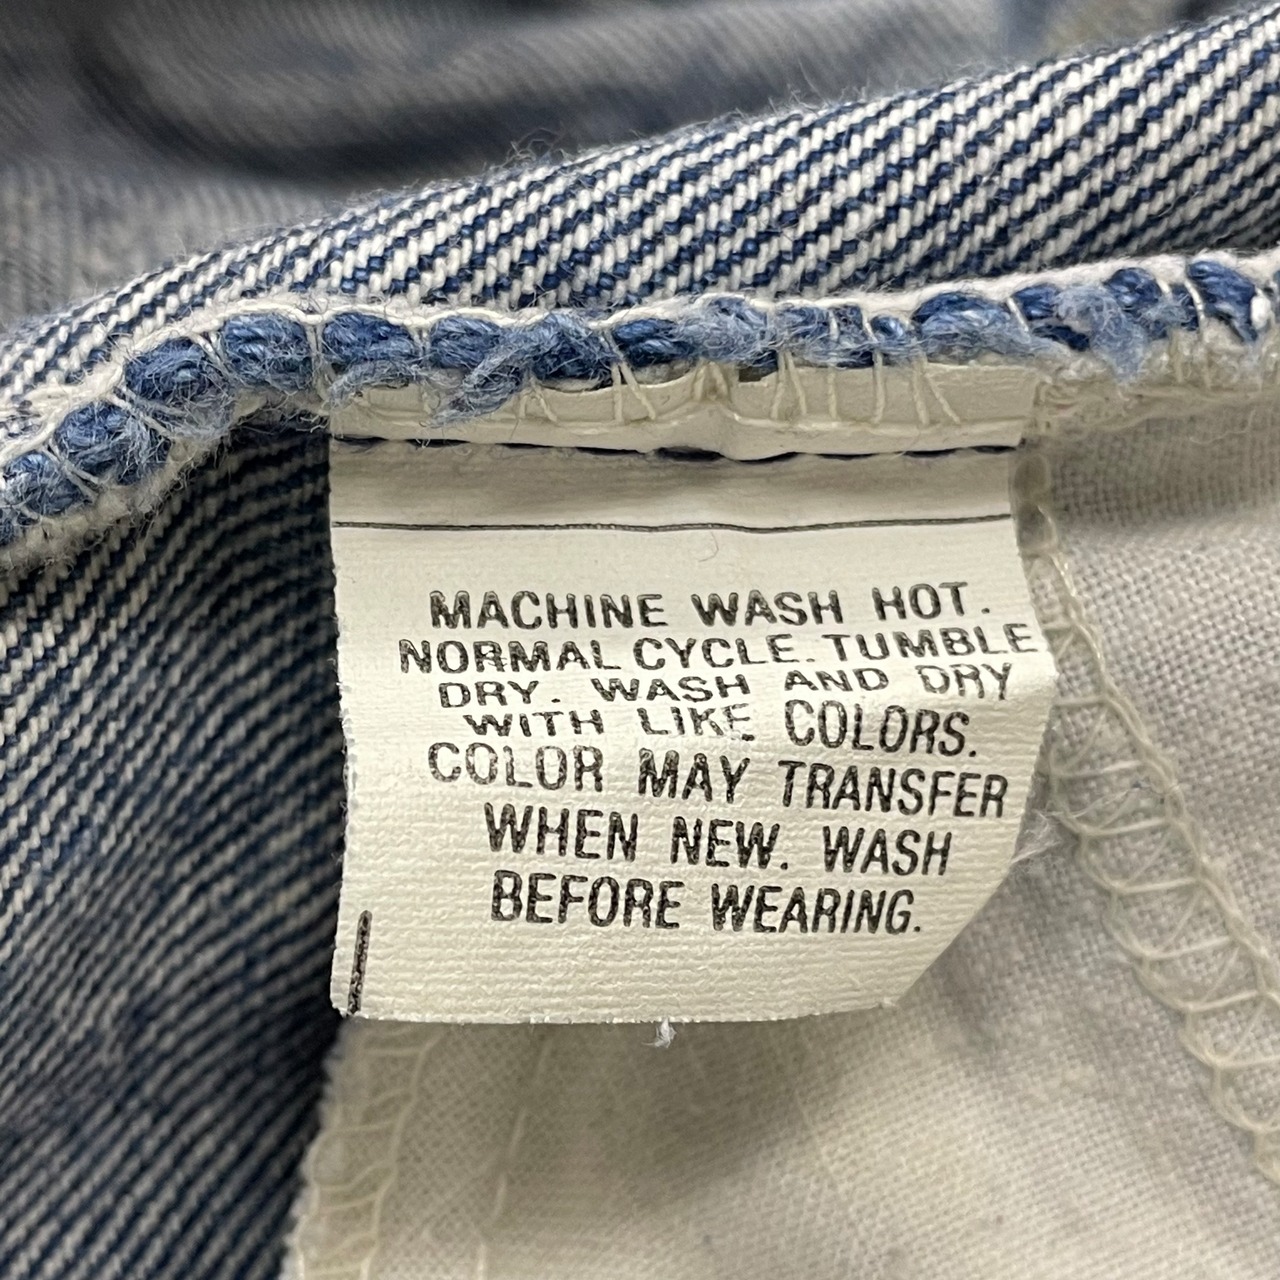 MACHINE WASH HOT.
NORMAL CYCLE. TUMBLE
DRY. WASH AND DRY
WITH LIKE COLORS.
COLOR MAY TRANSFER
WHEN NEW. WASH
BEFORE WEARING.